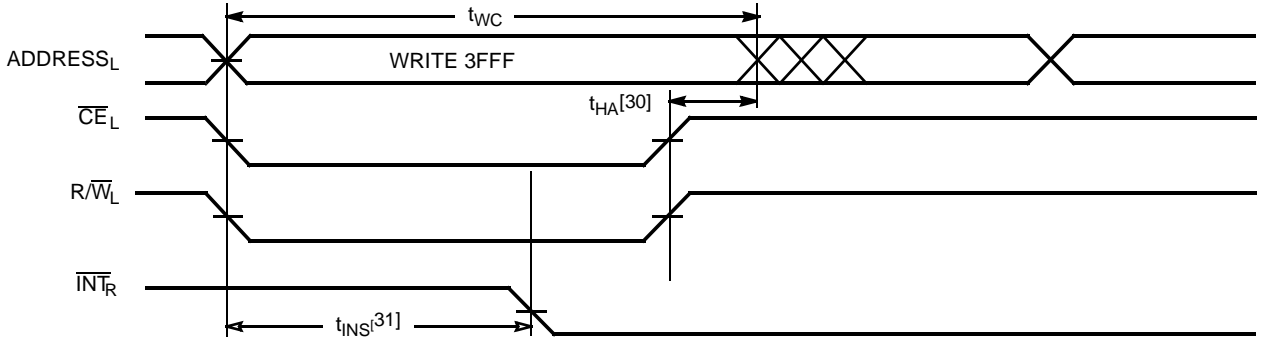 tWC
ADDRESSL
WRITE 3FFF
tHA[30]
CEL
R/WL
INTR
tINS[31]